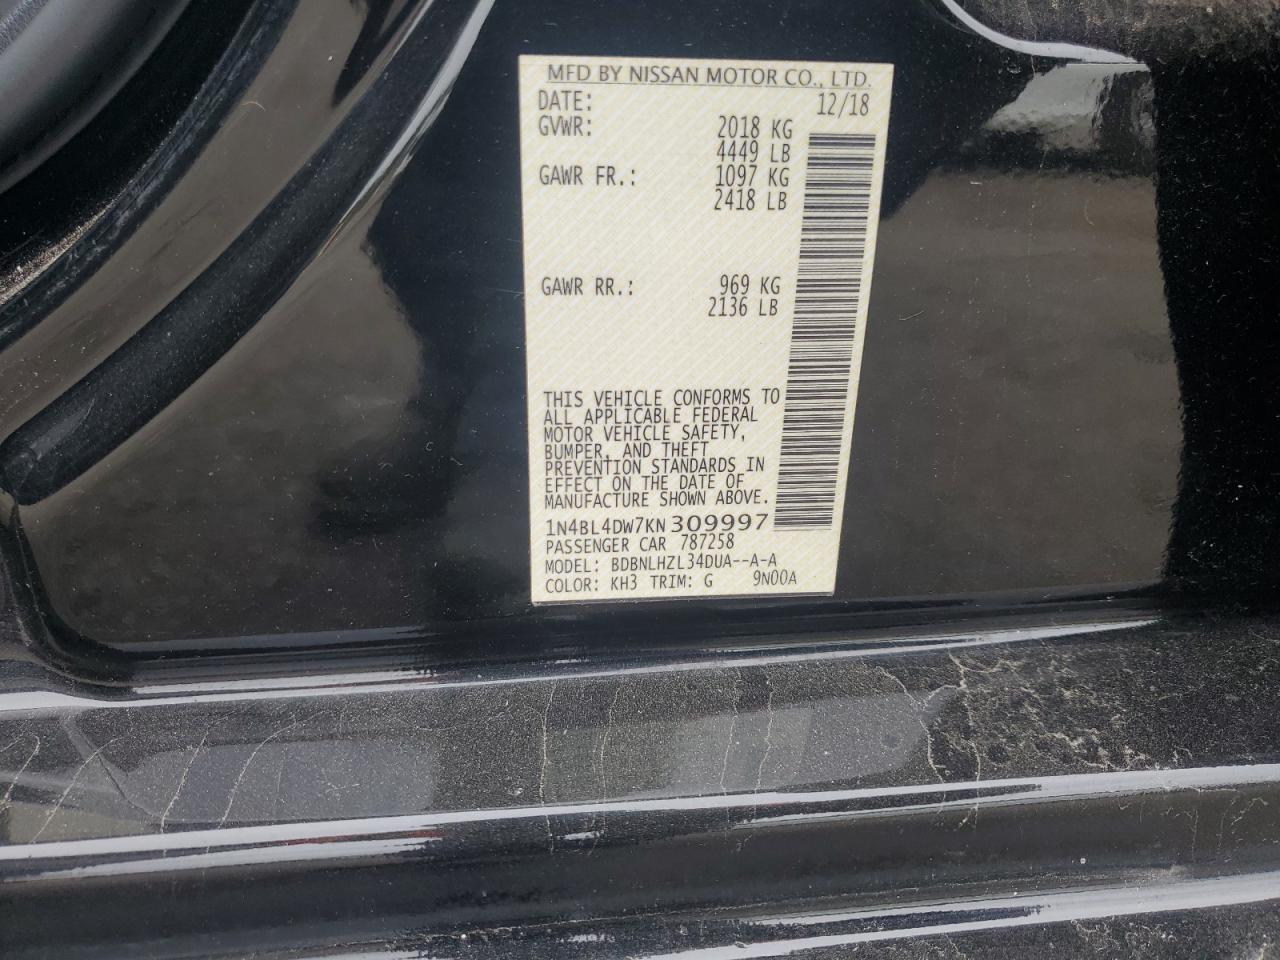 MFD BY NISSAN MOTOR CO., LTD.
DATE: 12/18
GVWR: 2018 KG
4449 LB
GAWR FR.: 1097 KG
2418 LB
GAWR RR.: 969 KG
2136 LB
THIS VEHICLE CONFORMS TO
ALL APPLICABLE FEDERAL
MOTOR VEHICLE SAFETY,
BUMPER, AND THEFT
PREVENTION STANDARDS IN
EFFECT ON THE DATE OF
MANUFACTURE SHOWN ABOVE.
1N4BL4DW7KN309997
PASSENGER CAR 787258
MODEL: BDBNLHZL34DUA--A-A
COLOR: KH3 TRIM: G 9N00A